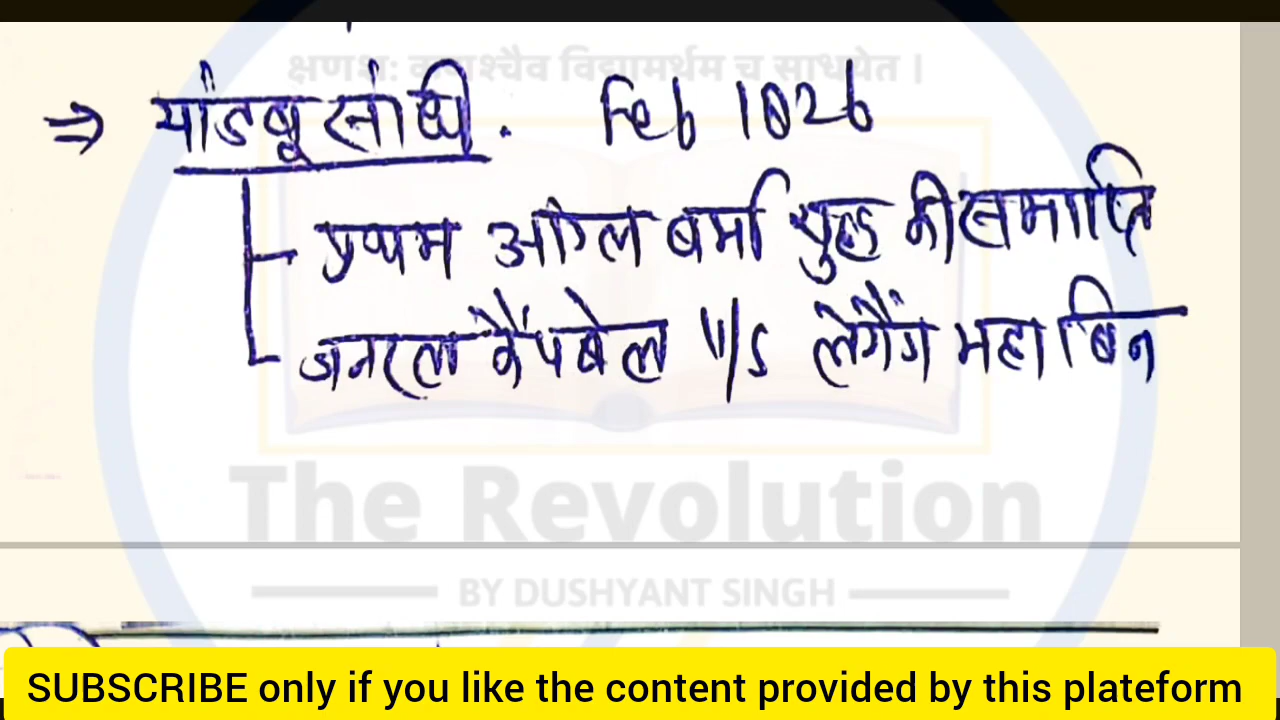 क्षणशः कणशश्चैव विद्यामर्थम च साधयेत।
⇒ यांडबू संधी. Feb 1826
प्रथम आंग्ल बर्मा युद्ध की समाप्ति
जनरल कैंपबेल V/S लेगैंग महाबिन
The Revolution
BY DUSHYANT SINGH
SUBSCRIBE only if you like the content provided by this plateform